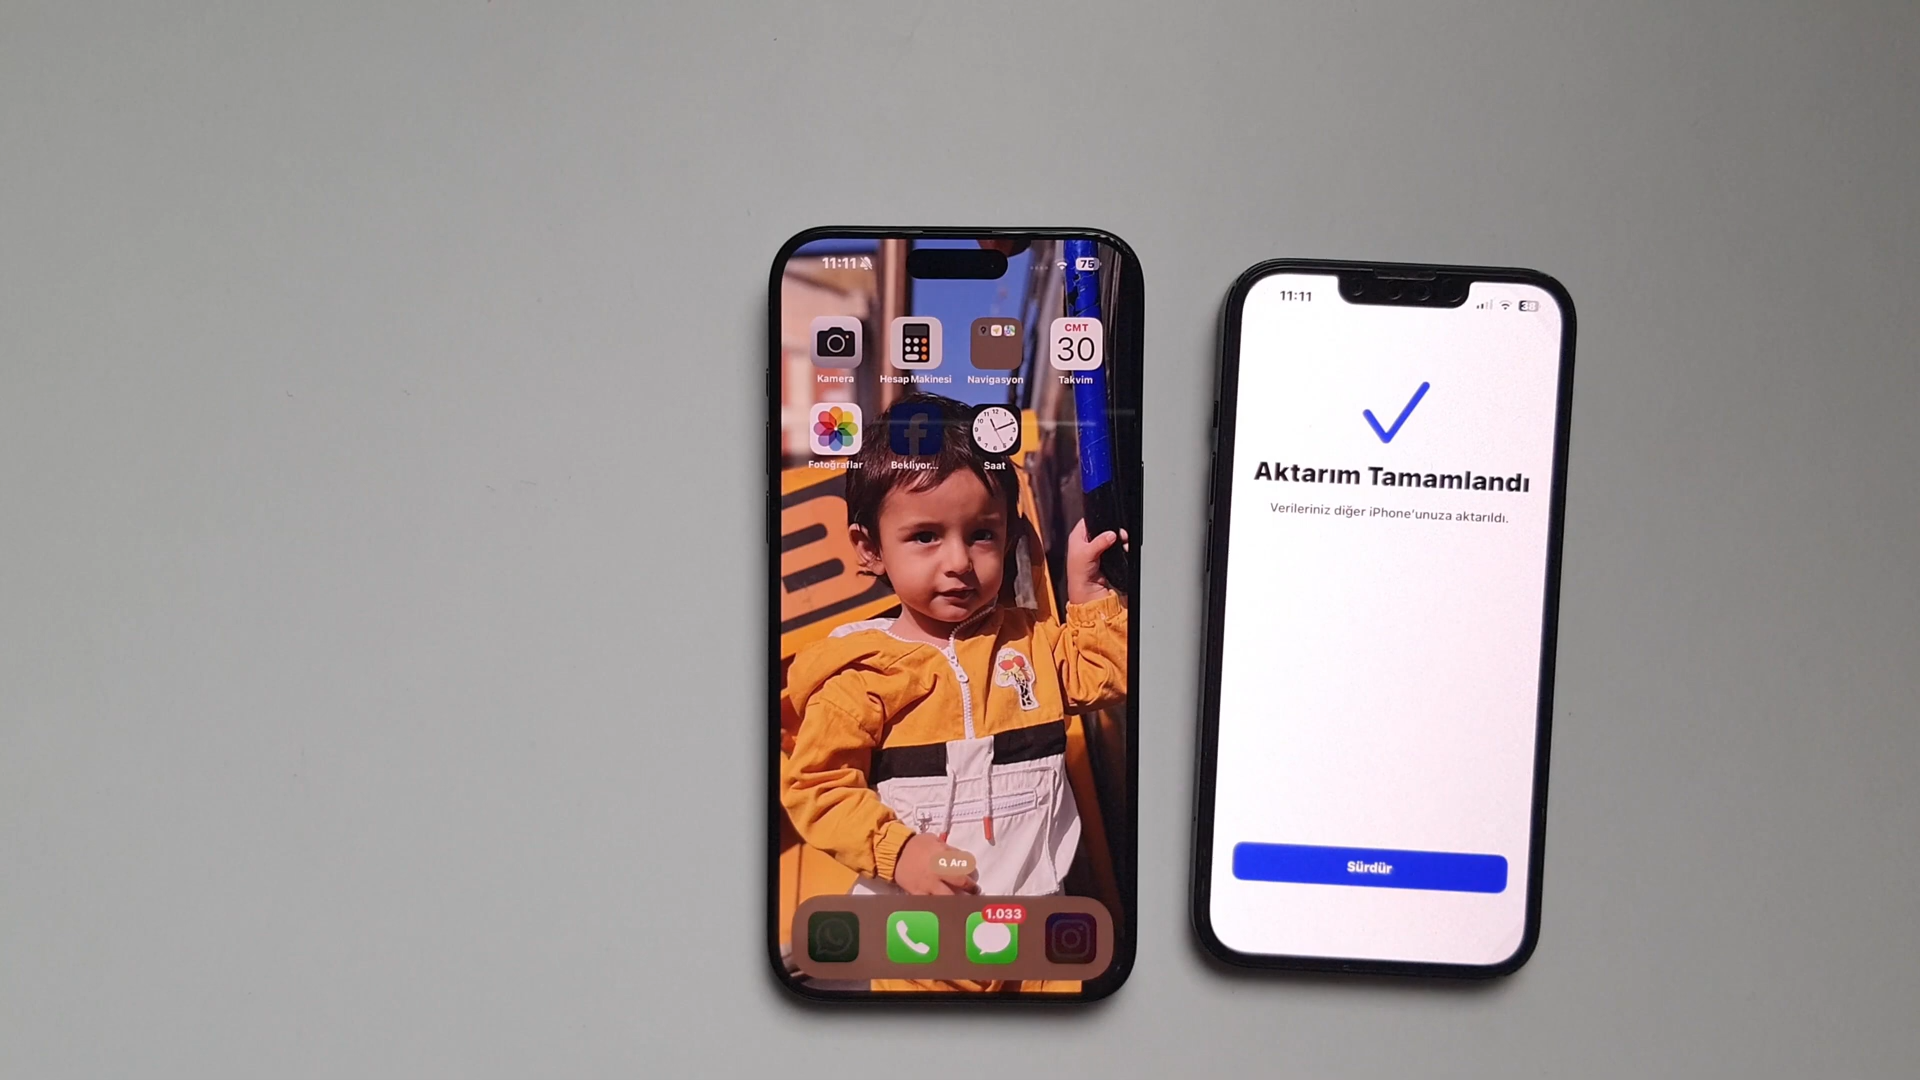 11:11
75
CMT
30
Kamera
Hesap Makinesi
Navigasyon
Takvim
Fotoğraflar
Bekliyor...
Saat
Ara
1.033
11:11
38
Aktarım Tamamlandı
Verileriniz diğer iPhone'unuza aktarıldı.
Sürdür